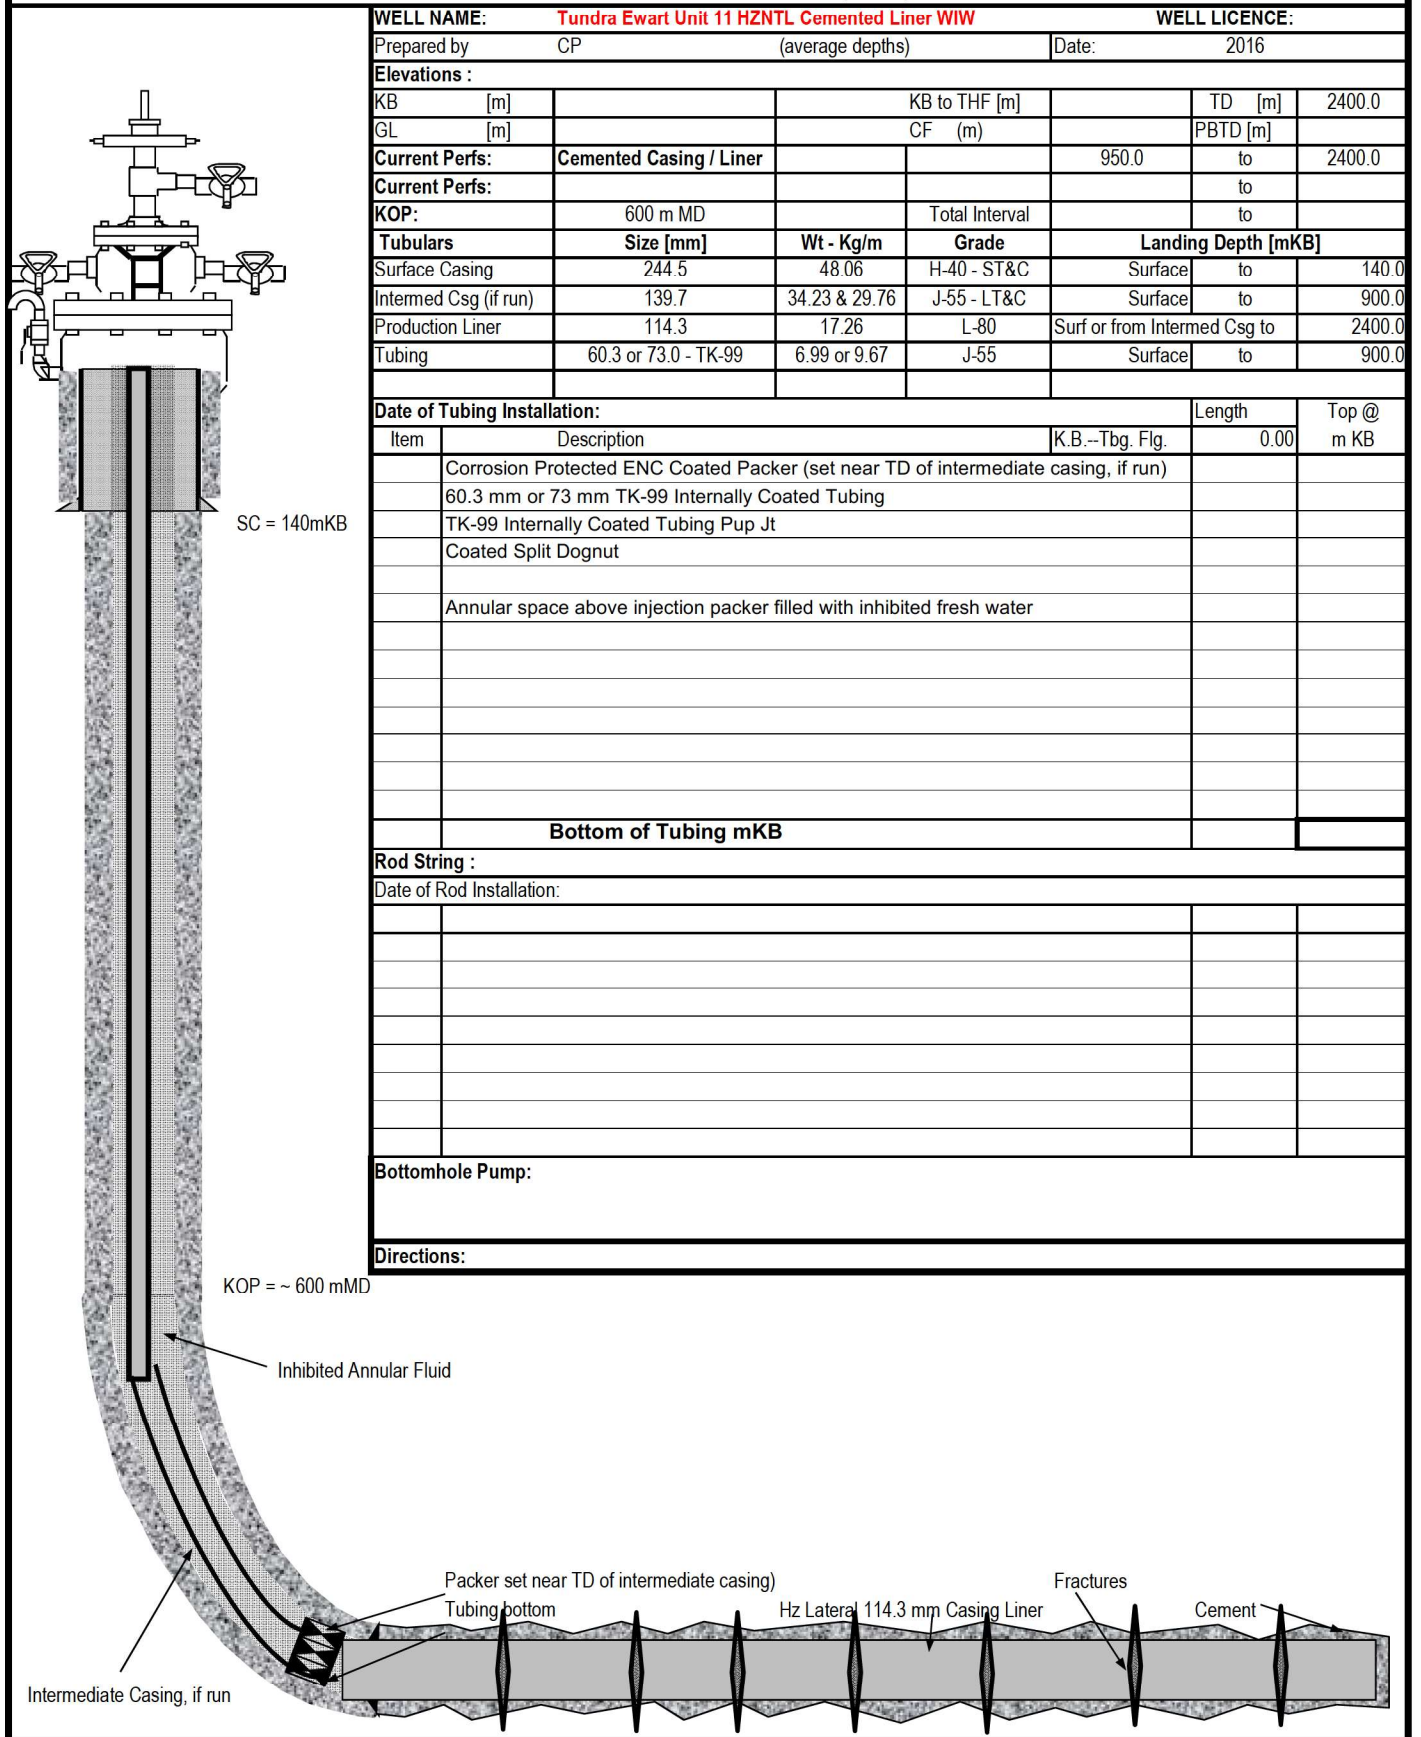 WELL NAME: Tundra Ewart Unit 11 HZNTL Cemented Liner WIW WELL LICENCE:
Prepared by CP (average depths) Date: 2016
Elevations :
KB [m] KB to THF [m] TD [m] 2400.0
GL [m] CF (m) PBTD [m]
Current Perfs: Cemented Casing / Liner 950.0 to 2400.0
Current Perfs: to
KOP: 600 m MD Total Interval to
Tubulars Size [mm] Wt - Kg/m Grade Landing Depth [mKB]
Surface Casing 244.5 48.06 H-40 - ST&C Surface to 140.0
Intermed Csg (if run) 139.7 34.23 & 29.76 J-55 - LT&C Surface to 900.0
Production Liner 114.3 17.26 L-80 Surf or from Intermed Csg to 2400.0
Tubing 60.3 or 73.0 - TK-99 6.99 or 9.67 J-55 Surface to 900.0
Date of Tubing Installation: Length Top @
Item Description K.B.--Tbg. Flg. 0.00 m KB
Corrosion Protected ENC Coated Packer (set near TD of intermediate casing, if run)
60.3 mm or 73 mm TK-99 Internally Coated Tubing
TK-99 Internally Coated Tubing Pup Jt
SC = 140mKB
Coated Split Dognut
Annular space above injection packer filled with inhibited fresh water
Bottom of Tubing mKB
Rod String :
Date of Rod Installation:
Bottomhole Pump:
Directions:
KOP = ~ 600 mMD
Inhibited Annular Fluid
Packer set near TD of intermediate casing)
Fractures
Tubing bottom
Hz Lateral 114.3 mm Casing Liner
Cement
Intermediate Casing, if run